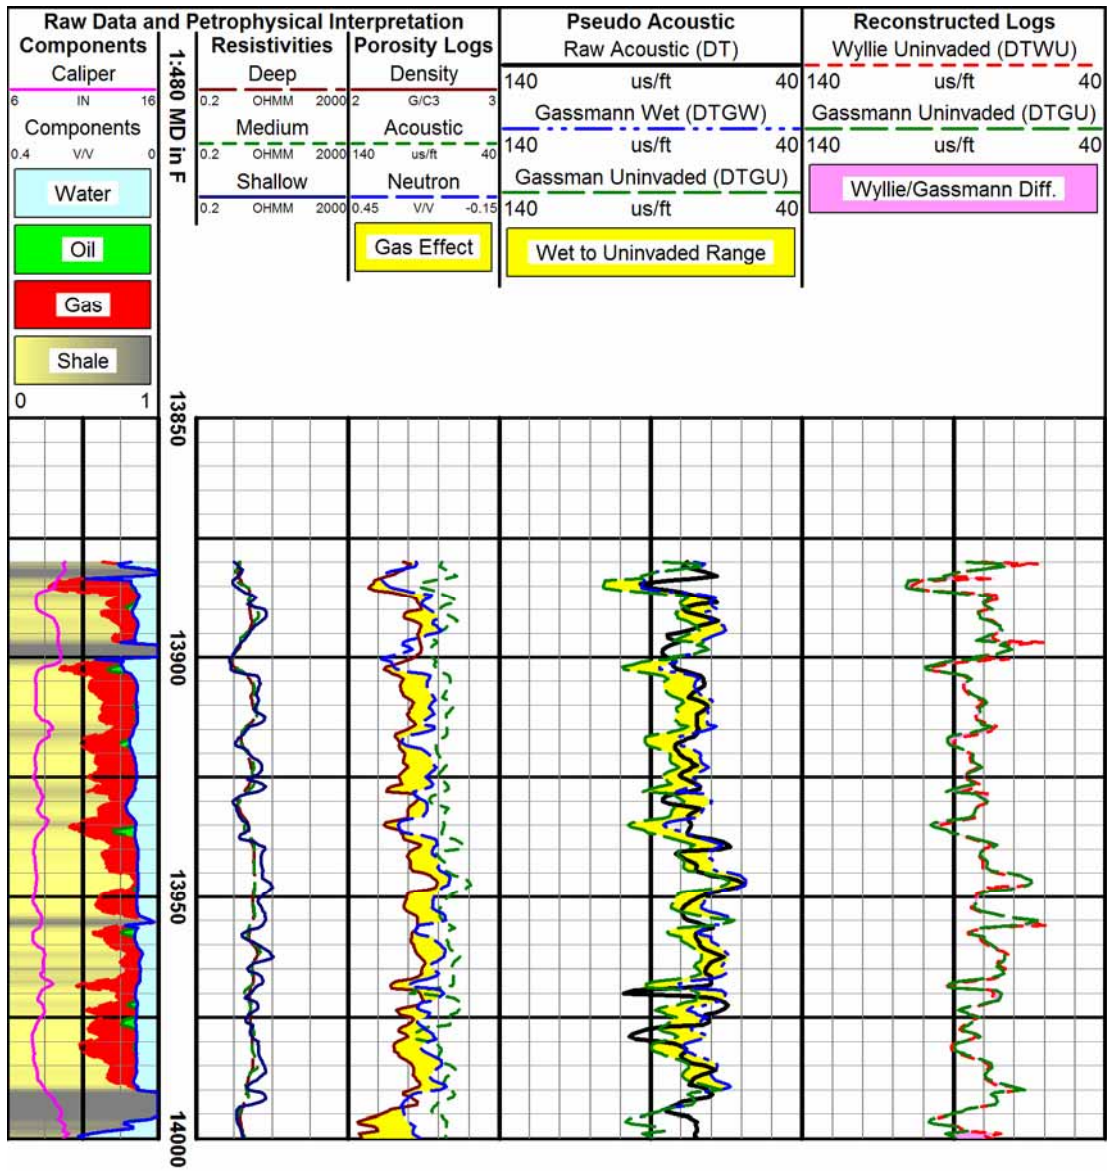 Raw Data and Petrophysical Interpretation
Components
Caliper
6 IN 16
Components
0.4 V/V 0
Water
Oil
Gas
Shale
0 1
1:480 MD in F
Resistivities
Deep
0.2 OHMM 2000
Medium
0.2 OHMM 2000
Shallow
0.2 OHMM 2000
Porosity Logs
Density
2 G/C3 3
Acoustic
140 us/ft 40
Neutron
0.45 V/V -0.15
Gas Effect
Pseudo Acoustic
Raw Acoustic (DT)
140 us/ft 40
Gassmann Wet (DTGW)
140 us/ft 40
Gassman Uninvaded (DTGU)
140 us/ft 40
Wet to Uninvaded Range
Reconstructed Logs
Wyllie Uninvaded (DTWU)
140 us/ft 40
Gassmann Uninvaded (DTGU)
140 us/ft 40
Wyllie/Gassmann Diff.
13850
13900
13950
14000